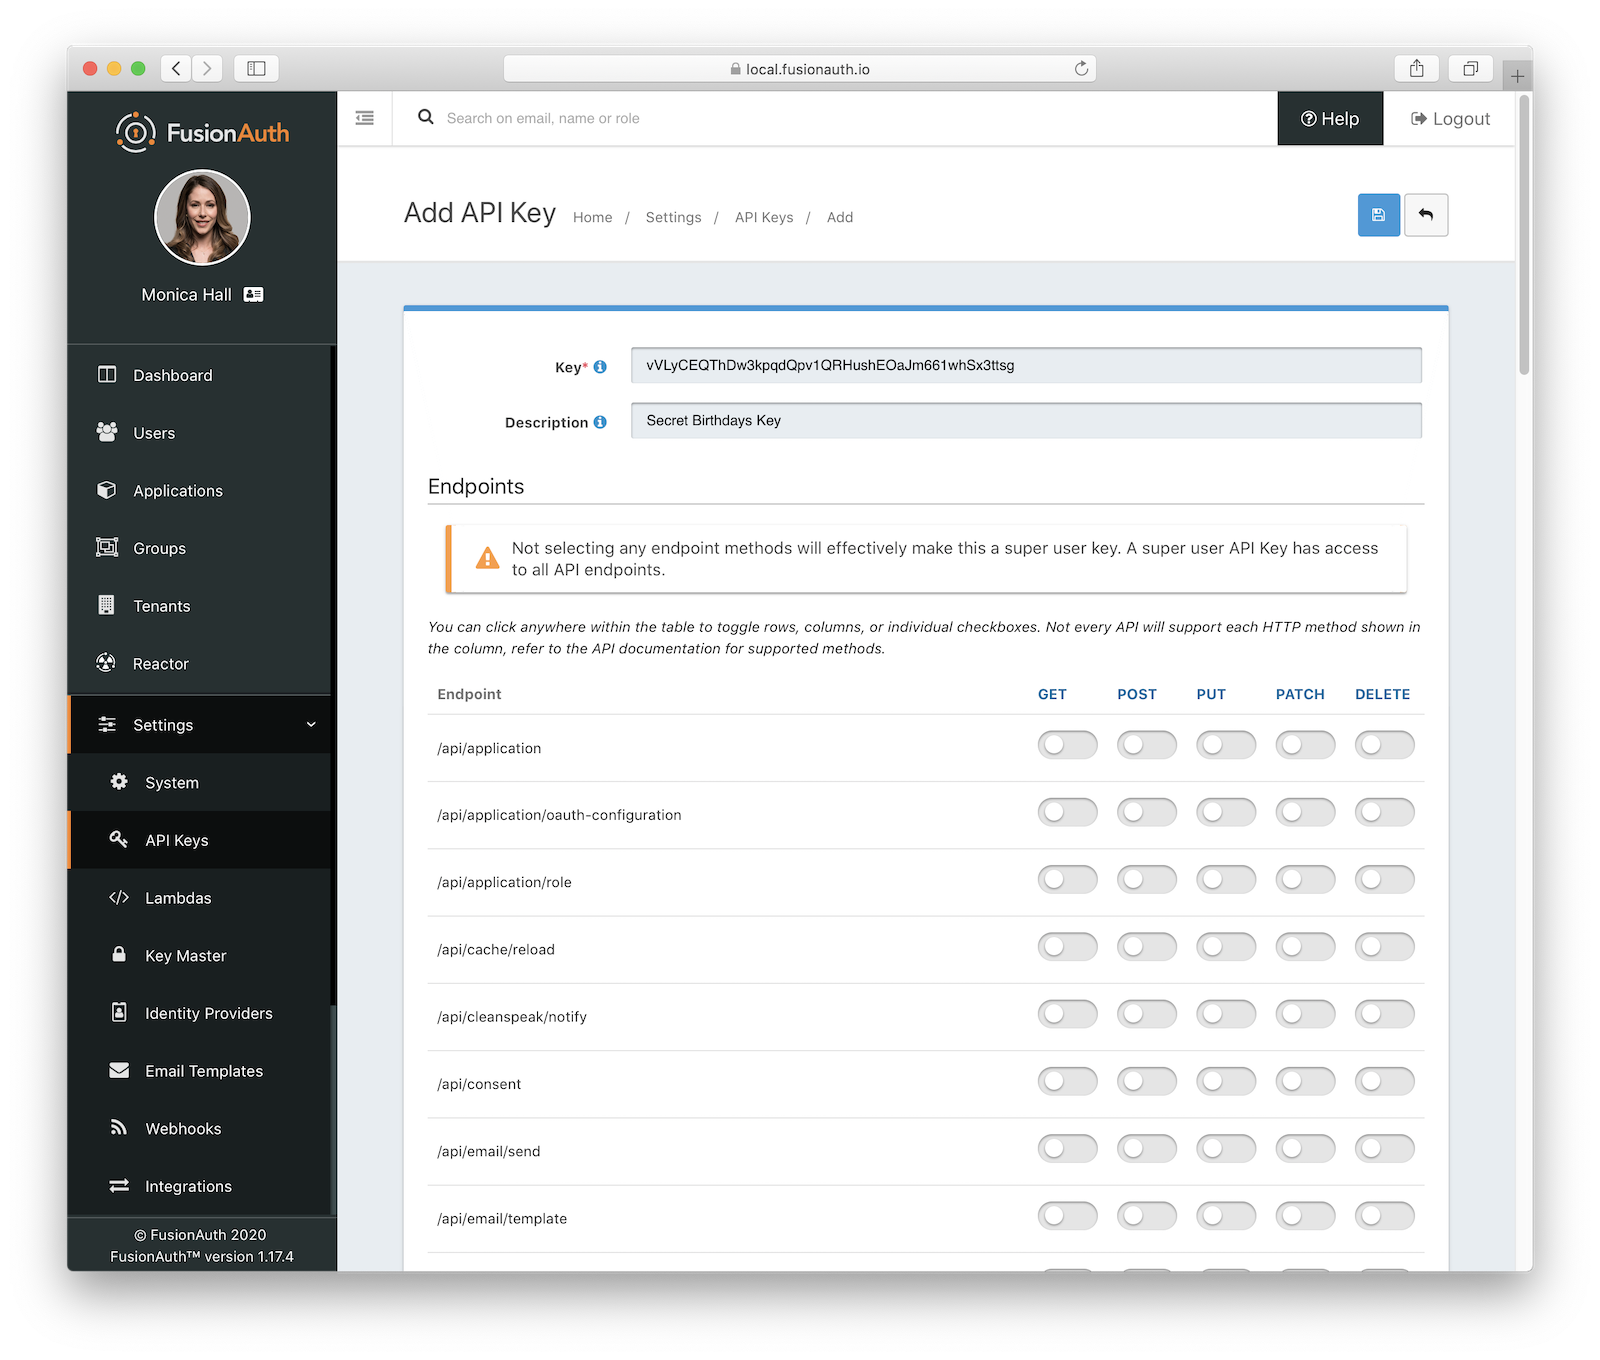 local.fusionauth.io
FusionAuth
Monica Hall
Dashboard
Users
Applications
Groups
Tenants
Reactor
Settings
System
API Keys
Lambdas
Key Master
Identity Providers
Email Templates
Webhooks
Integrations
© FusionAuth 2020
FusionAuth™ version 1.17.4
Search on email, name or role
Help
Logout
Add API Key
Home / Settings / API Keys / Add
Key* vVLyCEQThDw3kpqdQpv1QRHushEOaJm661whSx3ttsg
Description Secret Birthdays Key
Endpoints
Not selecting any endpoint methods will effectively make this a super user key. A super user API Key has access
to all API endpoints.
You can click anywhere within the table to toggle rows, columns, or individual checkboxes. Not every API will support each HTTP method shown in
the column, refer to the API documentation for supported methods.
Endpoint GET POST PUT PATCH DELETE
/api/application
/api/application/oauth-configuration
/api/application/role
/api/cache/reload
/api/cleanspeak/notify
/api/consent
/api/email/send
/api/email/template